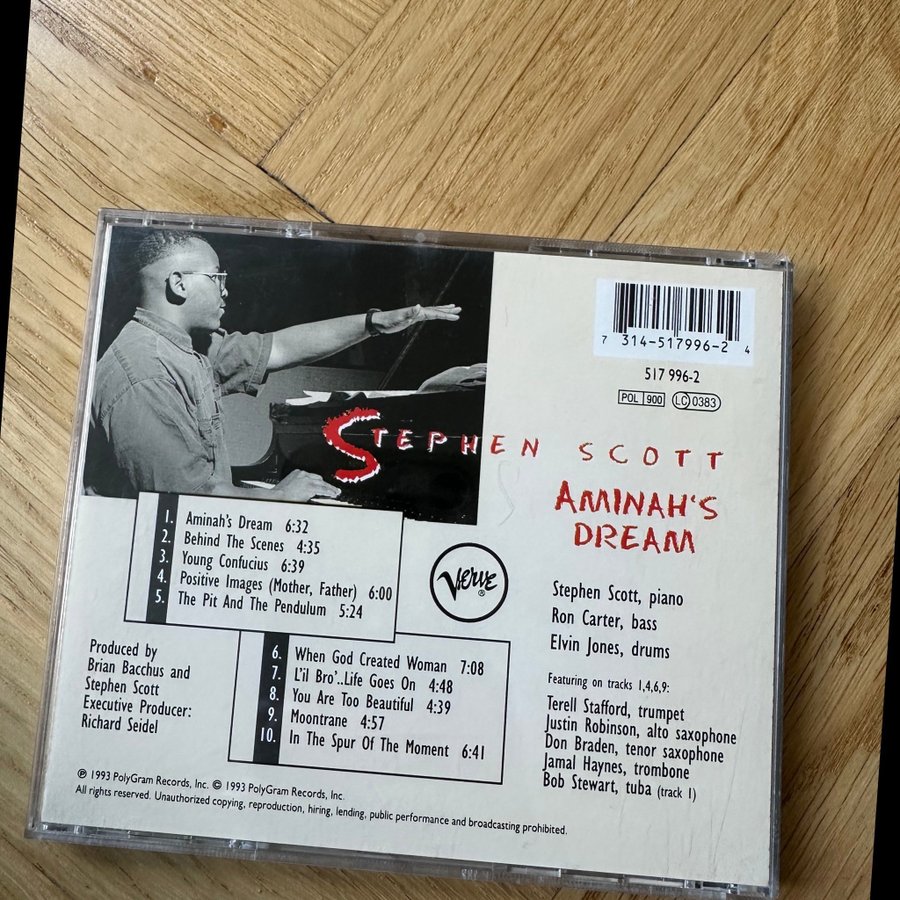 7 314-517996-2 4
517 996-2
POL 900 LC 0383
STEPHEN SCOTT
AMINAH'S
DREAM
1. Aminah's Dream 6:32
2. Behind The Scenes 4:35
3. Young Confucius 6:39
4. Positive Images (Mother, Father) 6:00
5. The Pit And The Pendulum 5:24
Verve ®
6. When God Created Woman 7:08
7. L'il Bro'..Life Goes On 4:48
8. You Are Too Beautiful 4:39
9. Moontrane 4:57
10. In The Spur Of The Moment 6:41
Stephen Scott, piano
Ron Carter, bass
Elvin Jones, drums
Featuring on tracks 1,4,6,9:
Terell Stafford, trumpet
Justin Robinson, alto saxophone
Don Braden, tenor saxophone
Jamal Haynes, trombone
Bob Stewart, tuba (track 1)
Produced by
Brian Bacchus and
Stephen Scott
Executive Producer:
Richard Seidel
℗ 1993 PolyGram Records, Inc. © 1993 PolyGram Records, Inc.
All rights reserved. Unauthorized copying, reproduction, hiring, lending, public performance and broadcasting prohibited.